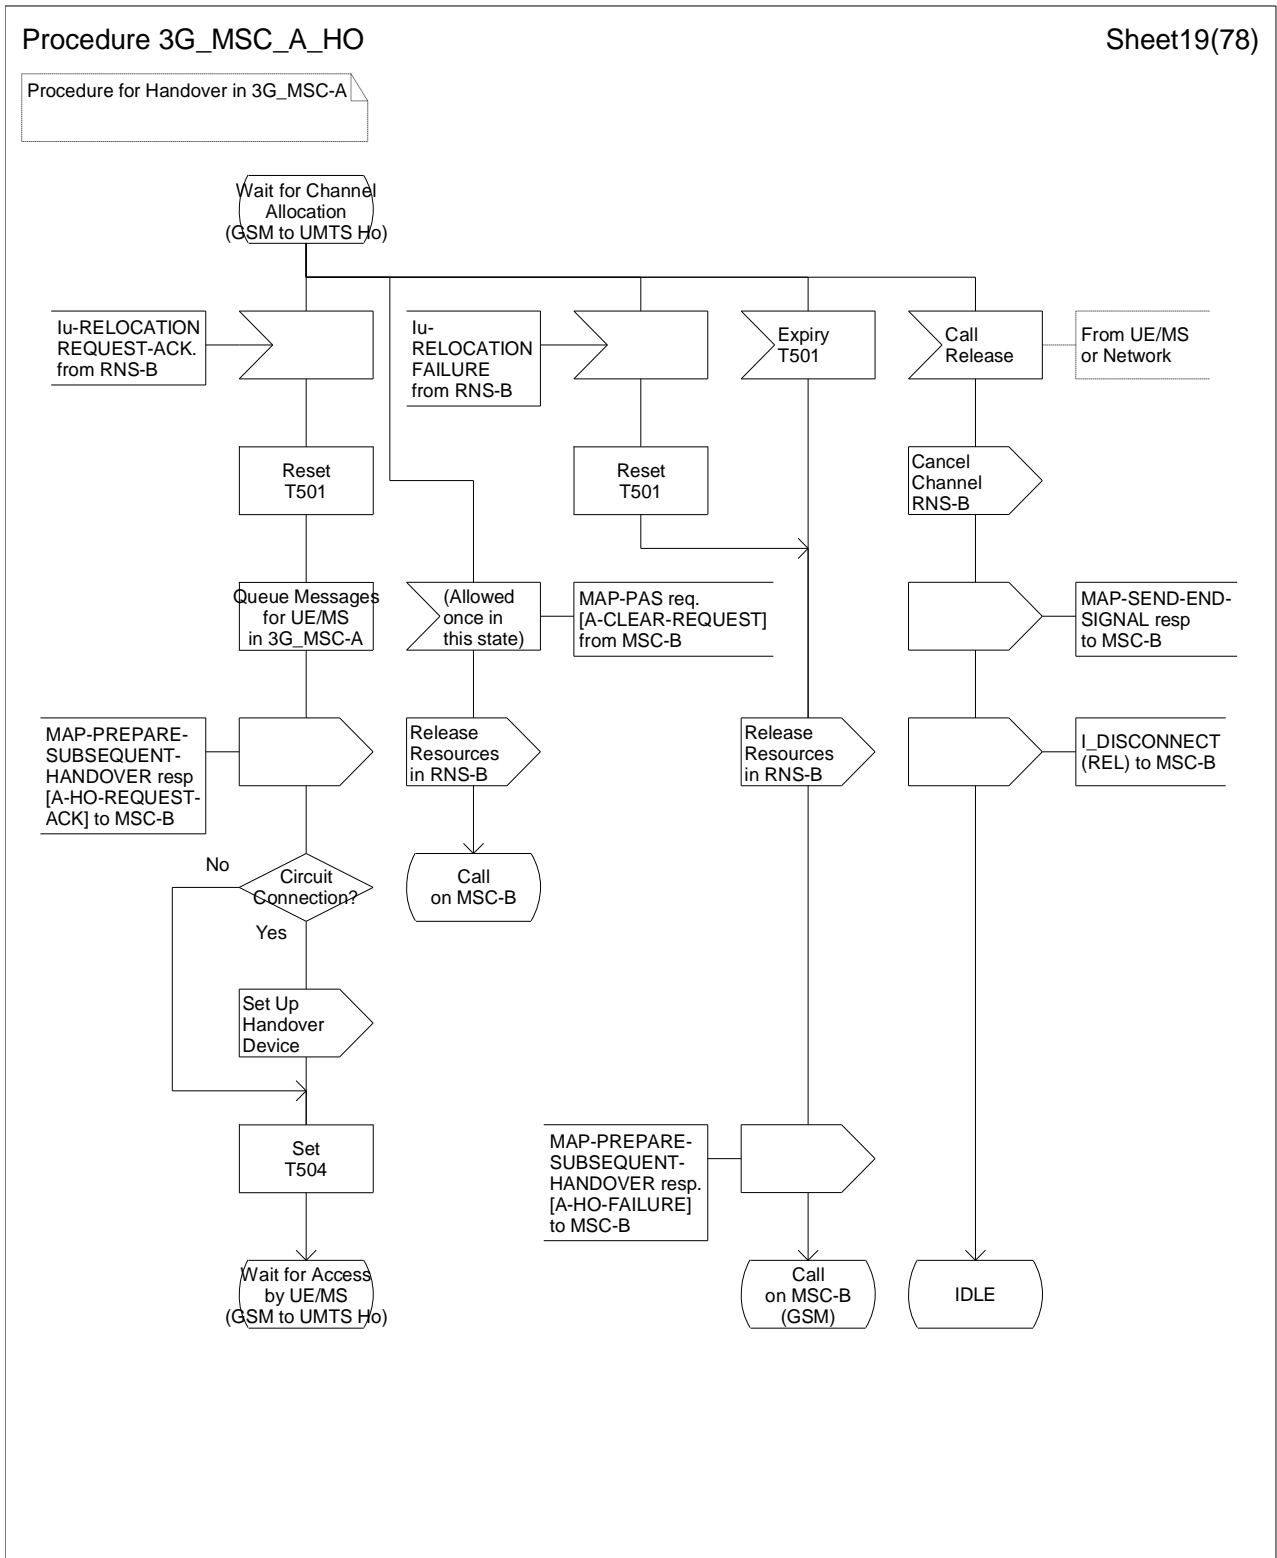 Procedure 3G_MSC_A_HO
Sheet19(78)
Procedure for Handover in 3G_MSC-A
Wait for Channel
Allocation
(GSM to UMTS Ho)
Iu-RELOCATION
REQUEST-ACK.
from RNS-B
Iu-
RELOCATION
FAILURE
from RNS-B
Expiry
T501
Call
Release
From UE/MS
or Network
Reset
T501
Reset
T501
Cancel
Channel
RNS-B
Queue Messages
for UE/MS
in 3G_MSC-A
(Allowed
once in
this state)
MAP-PAS req.
[A-CLEAR-REQUEST]
from MSC-B
MAP-SEND-END-
SIGNAL resp
to MSC-B
MAP-PREPARE-
SUBSEQUENT-
HANDOVER resp
[A-HO-REQUEST-
ACK] to MSC-B
Release
Resources
in RNS-B
Release
Resources
in RNS-B
I_DISCONNECT
(REL) to MSC-B
No
Circuit
Connection?
Yes
Call
on MSC-B
Set Up
Handover
Device
Set
T504
MAP-PREPARE-
SUBSEQUENT-
HANDOVER resp.
[A-HO-FAILURE]
to MSC-B
Wait for Access
by UE/MS
(GSM to UMTS Ho)
Call
on MSC-B
(GSM)
IDLE